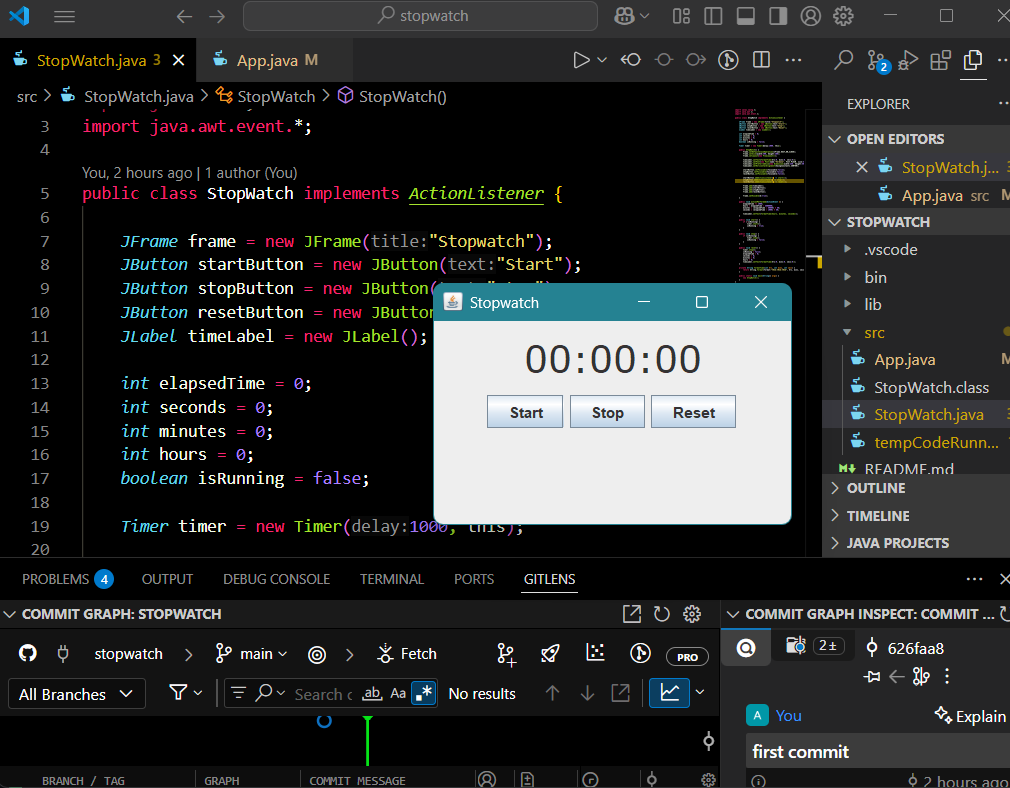 stopwatch
StopWatch.java 3
App.java M
src > StopWatch.java > StopWatch > StopWatch()
3 import java.awt.event.*;
4
You, 2 hours ago | 1 author (You)
5 public class StopWatch implements ActionListener {
6
7 JFrame frame = new JFrame(title:"Stopwatch");
8 JButton startButton = new JButton(text:"Start");
9 JButton stopButton = new JButton(
10 JButton resetButton = new JButton
11 JLabel timeLabel = new JLabel();
12
13 int elapsedTime = 0;
14 int seconds = 0;
15 int minutes = 0;
16 int hours = 0;
17 boolean isRunning = false;
18
19 Timer timer = new Timer(delay:1000, this);
20
Stopwatch
00:00:00
Start Stop Reset
2
EXPLORER
OPEN EDITORS
StopWatch.j... 3
App.java src M
STOPWATCH
.vscode
bin
lib
src
App.java M
StopWatch.class
StopWatch.java 3
tempCodeRunn...
README.md
OUTLINE
TIMELINE
JAVA PROJECTS
PROBLEMS 4 OUTPUT DEBUG CONSOLE TERMINAL PORTS GITLENS
COMMIT GRAPH: STOPWATCH
stopwatch > main > Fetch PRO
All Branches Search c ab, Aa .* No results
BRANCH / TAG GRAPH COMMIT MESSAGE
COMMIT GRAPH INSPECT: COMMIT ...
2± 626faa8
A You Explain
first commit
2 hours ago